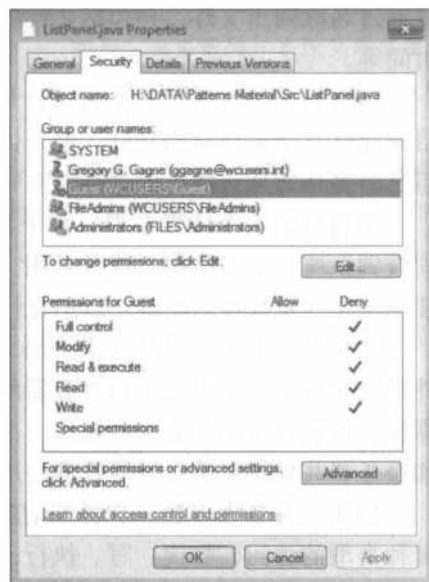 ListPanel.java Properties
General Security Details Previous Versions
Object name: H:\DATA\Patterns Material\Src\ListPanel.java
Group or user names:
SYSTEM
Gregory G. Gagne (ggagne@wcusers.int)
Guest (WCUSERS\Guest)
FileAdmins (WCUSERS\FileAdmins)
Administrators (FILES\Administrators)
To change permissions, click Edit. Edit...
Permissions for Guest Allow Deny
Full control
Modify
Read & execute
Read
Write
Special permissions
For special permissions or advanced settings, Advanced
click Advanced.
Learn about access control and permissions
OK Cancel Apply